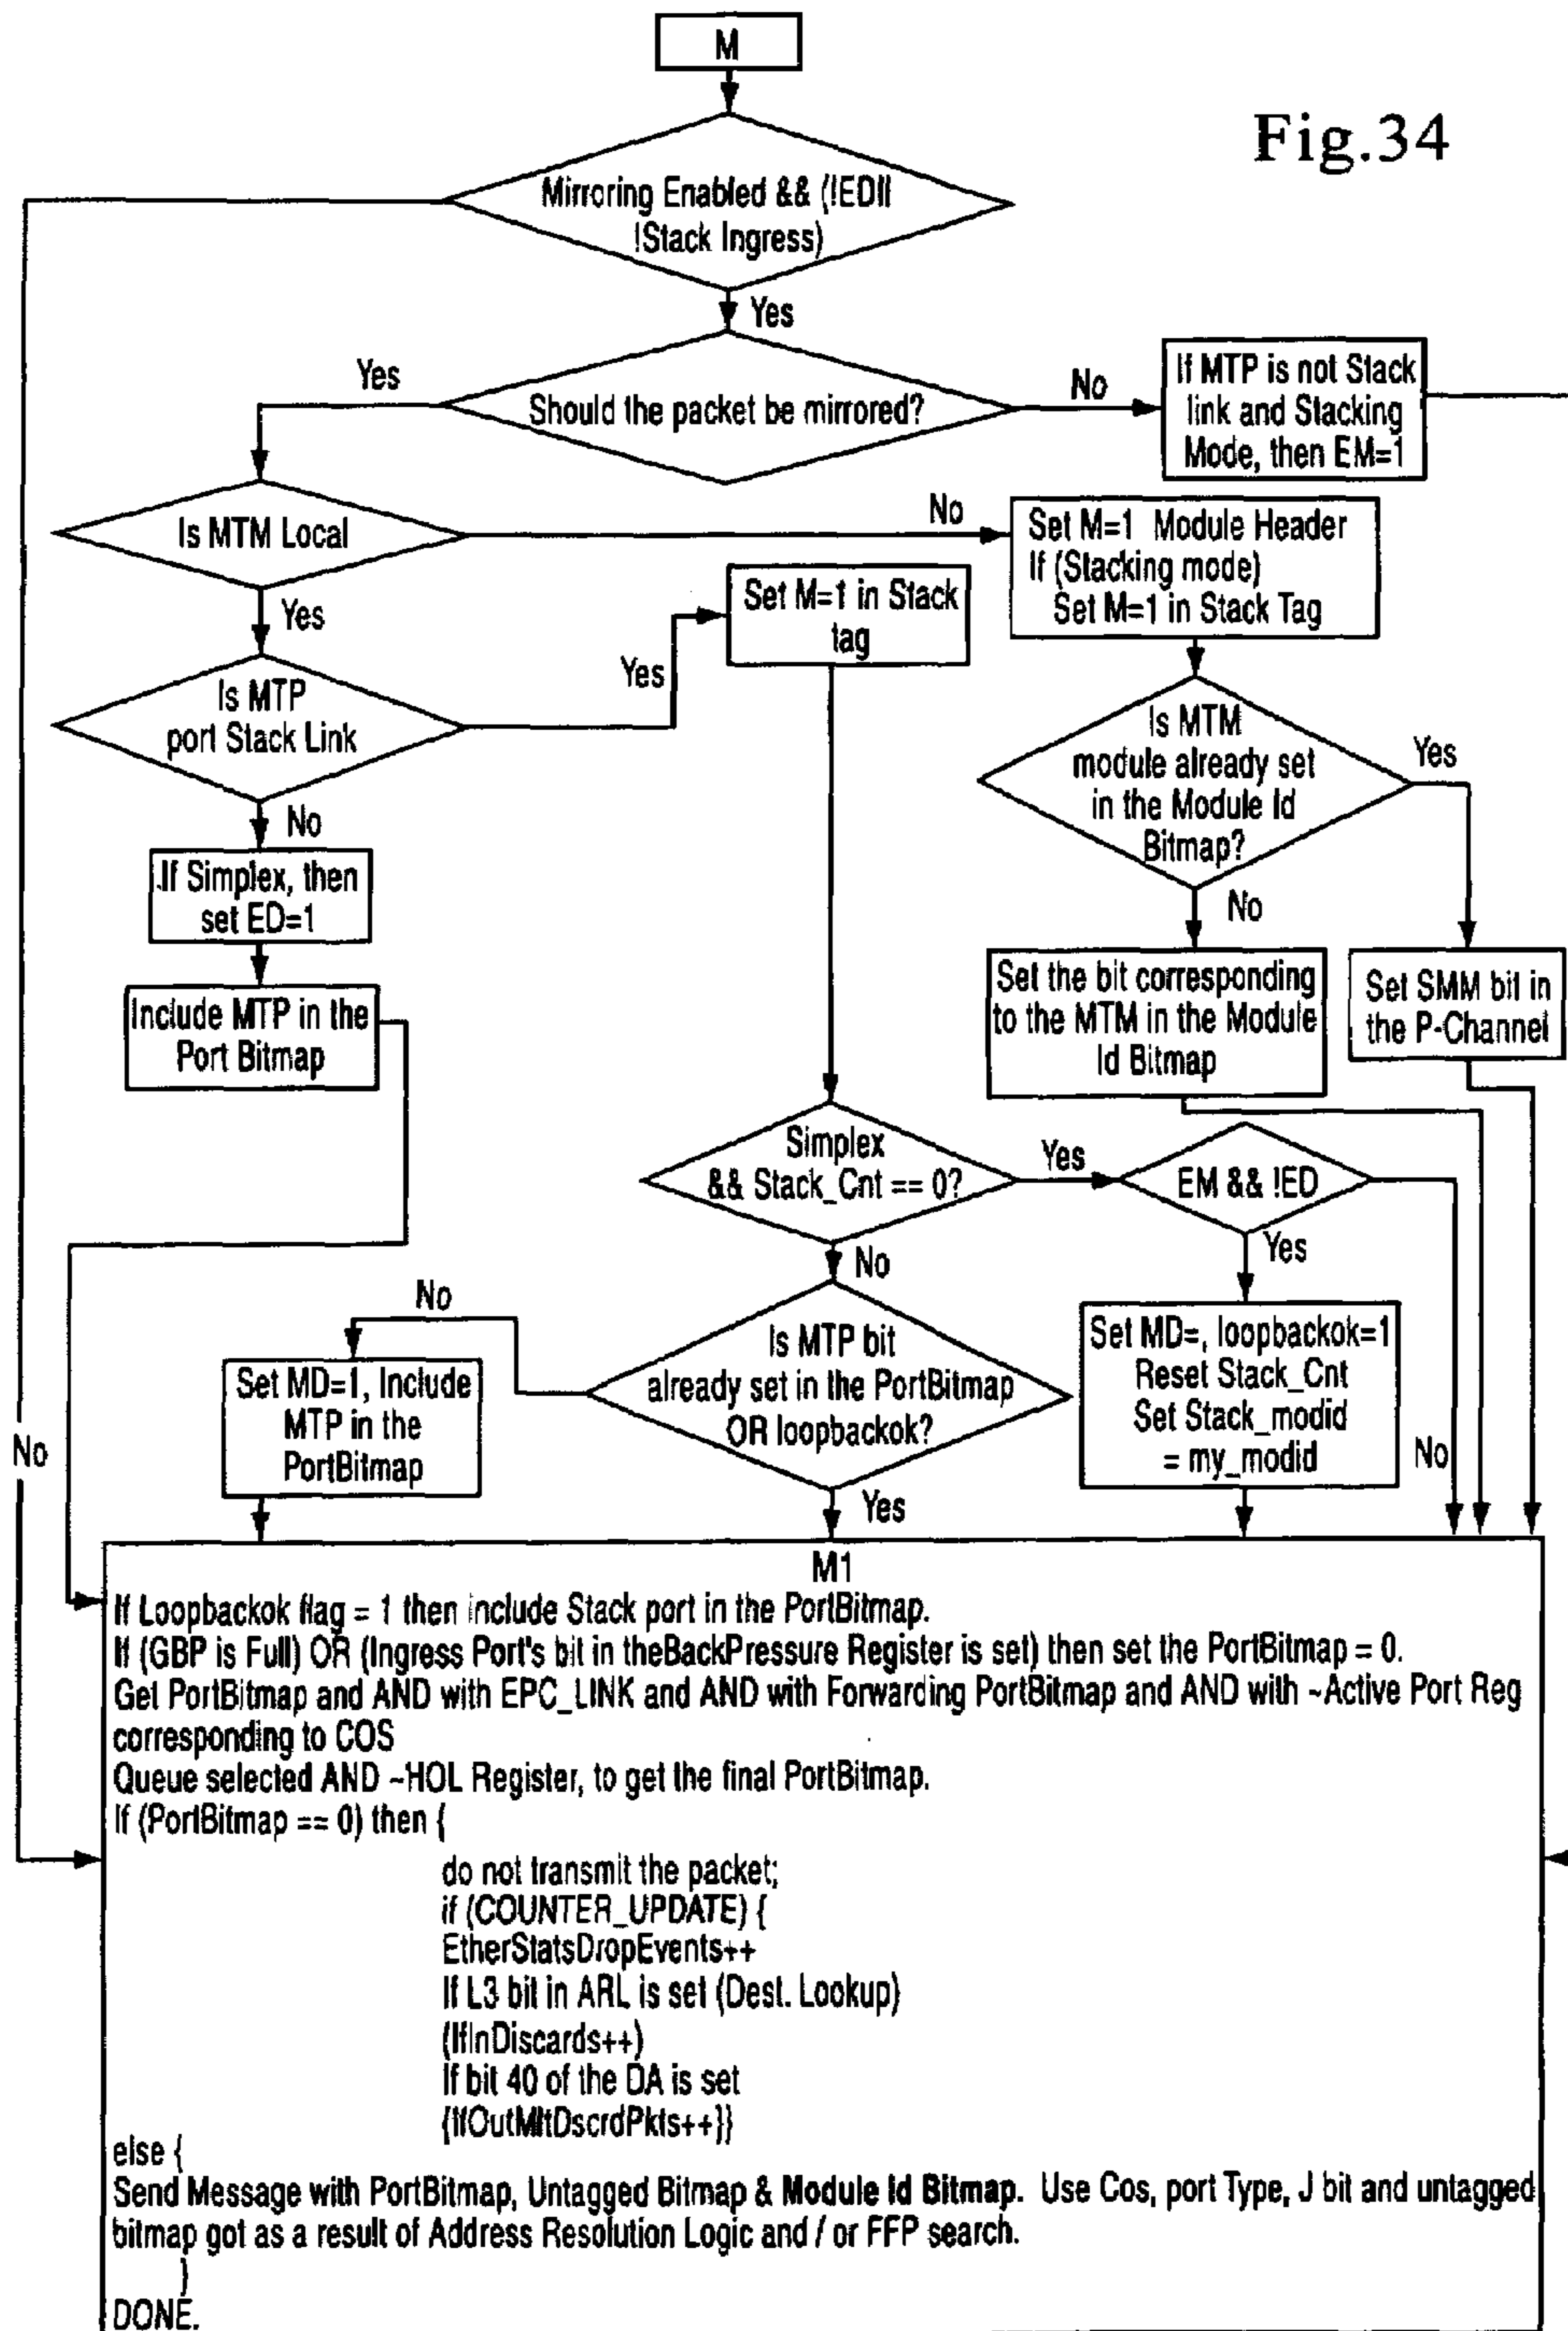 M
Fig.34
Mirroring Enabled && (!ED||
!Stack Ingress)
Yes
Should the packet be mirrored?
Yes
No
If MTP is not Stack
link and Stacking
Mode, then EM=1
Is MTM Local
No
Set M=1 Module Header
If (Stacking mode)
Set M=1 in Stack Tag
Yes
Set M=1 in Stack
tag
Is MTP
port Stack Link
Yes
Is MTM
module already set
in the Module Id
Bitmap?
Yes
No
.If Simplex, then
set ED=1
No
Include MTP in the
Port Bitmap
Set the bit corresponding
to the MTM in the Module
Id Bitmap
Set SMM bit in
the P-Channel
Simplex
&& Stack_Cnt == 0?
Yes
EM && !ED
No
Yes
No
Is MTP bit
already set in the PortBitmap
OR loopbackok?
Set MD=1, Include
MTP in the
PortBitmap
Set MD=, loopbackok=1
Reset Stack_Cnt
Set Stack_modid
= my_modid
No
No
Yes
M1
If Loopbackok flag = 1 then include Stack port in the PortBitmap.
If (GBP is Full) OR (Ingress Port's bit in theBackPressure Register is set) then set the PortBitmap = 0.
Get PortBitmap and AND with EPC_LINK and AND with Forwarding PortBitmap and AND with ~Active Port Reg
corresponding to COS
Queue selected AND ~HOL Register, to get the final PortBitmap.
If (PortBitmap == 0) then {
do not transmit the packet;
if (COUNTER_UPDATE) {
EtherStatsDropEvents++
If L3 bit in ARL is set (Dest. Lookup)
(IfInDiscards++)
If bit 40 of the DA is set
{IfOutMltDscrdPkts++}}
else {
Send Message with PortBitmap, Untagged Bitmap & Module Id Bitmap. Use Cos, port Type, J bit and untagged
bitmap got as a result of Address Resolution Logic and / or FFP search.
}
DONE.